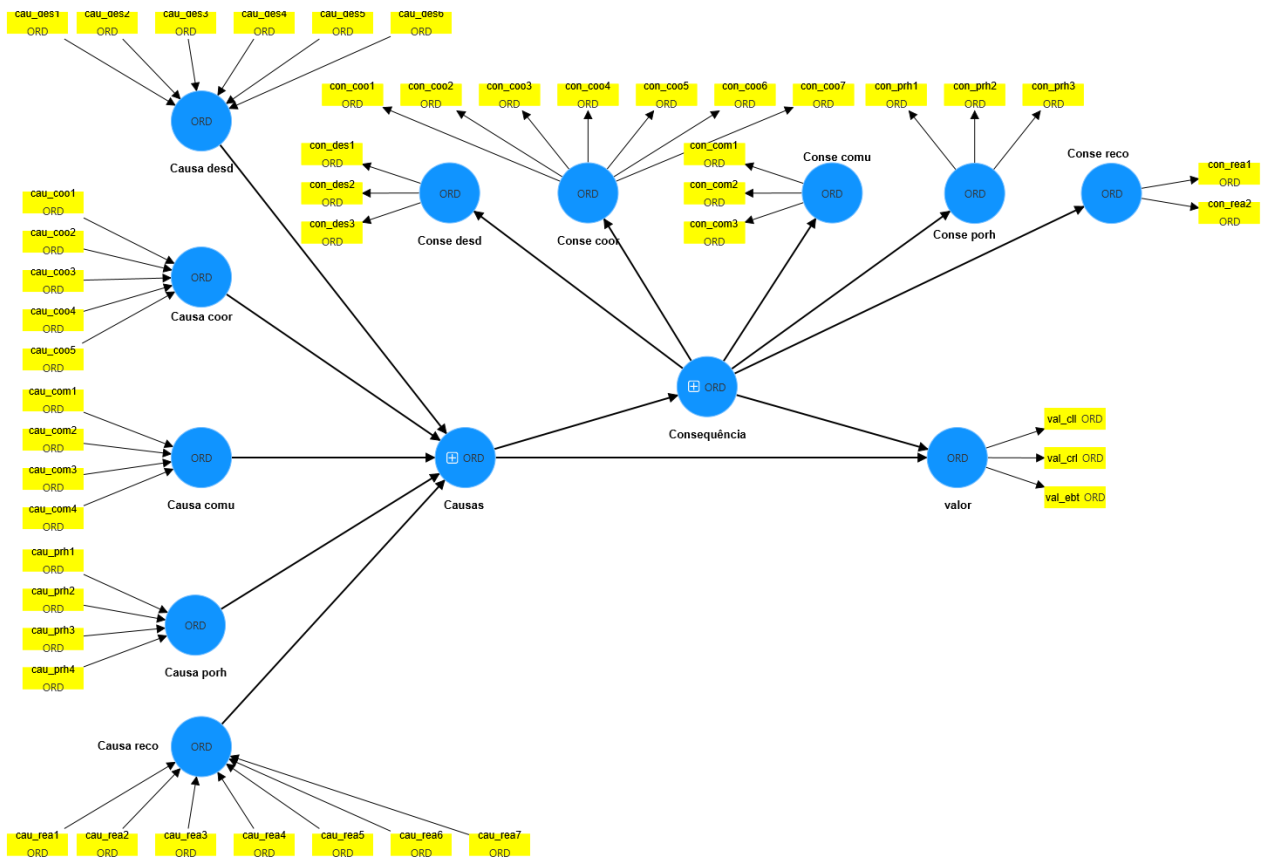 cau_des1 cau_des2 cau_des3 cau_des4 cau_des5 cau_des6
ORD ORD ORD ORD ORD ORD
ORD
Causa desd
con_coo1 con_coo2 con_coo3 con_coo4 con_coo5 con_coo6 con_coo7 con_prh1 con_prh2 con_prh3
ORD ORD ORD ORD ORD ORD ORD ORD ORD ORD
con_des1
ORD
con_des2
ORD
con_des3
ORD
ORD
Conse desd
ORD
Conse coor
con_com1
ORD
con_com2
ORD
con_com3
ORD
Conse comu
ORD
ORD
Conse porh
Conse reco
ORD
con_rea1
ORD
con_rea2
ORD
cau_coo1
ORD
cau_coo2
ORD
cau_coo3
ORD
cau_coo4
ORD
cau_coo5
ORD
ORD
Causa coor
cau_com1
ORD
cau_com2
ORD
cau_com3
ORD
cau_com4
ORD
ORD
Causa comu
ORD
Causas
ORD
Consequência
ORD
valor
val_cll ORD
val_crl ORD
val_ebt ORD
cau_prh1
ORD
cau_prh2
ORD
cau_prh3
ORD
cau_prh4
ORD
ORD
Causa porh
Causa reco
ORD
cau_rea1 cau_rea2 cau_rea3 cau_rea4 cau_rea5 cau_rea6 cau_rea7
ORD ORD ORD ORD ORD ORD ORD